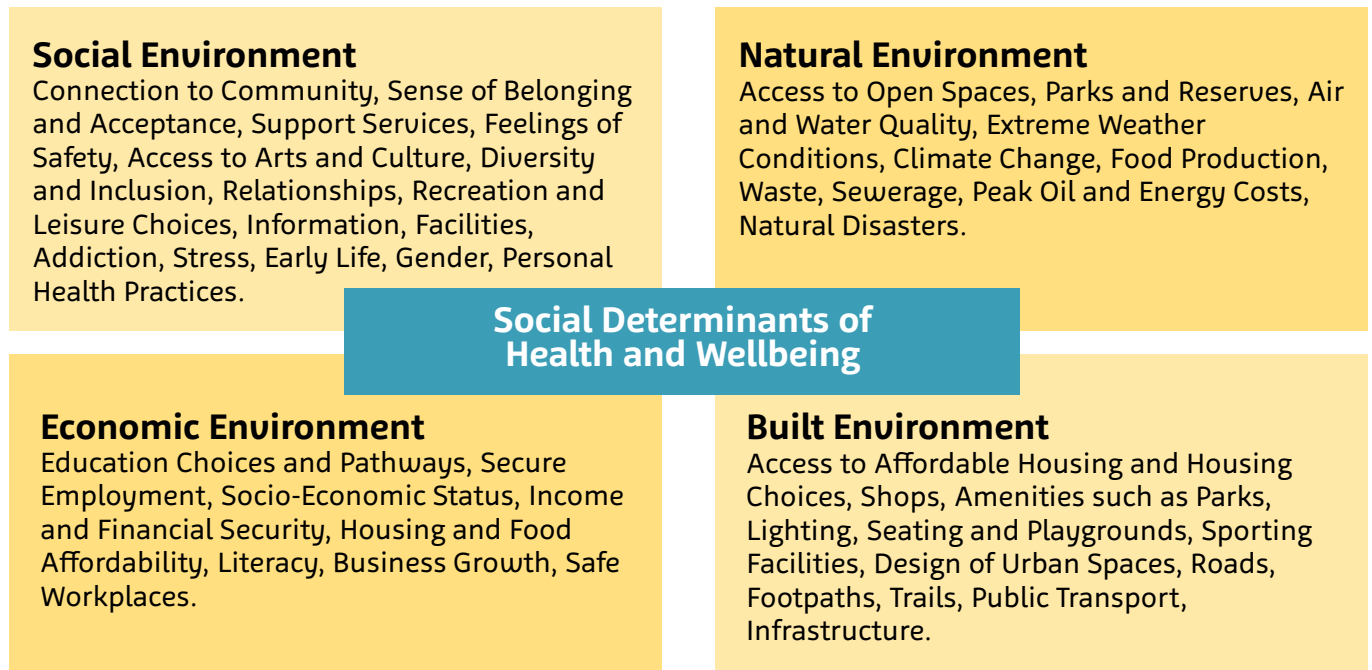 Social Environment
Connection to Community, Sense of Belonging
and Acceptance, Support Services, Feelings of
Safety, Access to Arts and Culture, Diversity
and Inclusion, Relationships, Recreation and
Leisure Choices, Information, Facilities,
Addiction, Stress, Early Life, Gender, Personal
Health Practices.
Natural Environment
Access to Open Spaces, Parks and Reserves, Air
and Water Quality, Extreme Weather
Conditions, Climate Change, Food Production,
Waste, Sewerage, Peak Oil and Energy Costs,
Natural Disasters.
Social Determinants of
Health and Wellbeing
Economic Environment
Education Choices and Pathways, Secure
Employment, Socio-Economic Status, Income
and Financial Security, Housing and Food
Affordability, Literacy, Business Growth, Safe
Workplaces.
Built Environment
Access to Affordable Housing and Housing
Choices, Shops, Amenities such as Parks,
Lighting, Seating and Playgrounds, Sporting
Facilities, Design of Urban Spaces, Roads,
Footpaths, Trails, Public Transport,
Infrastructure.